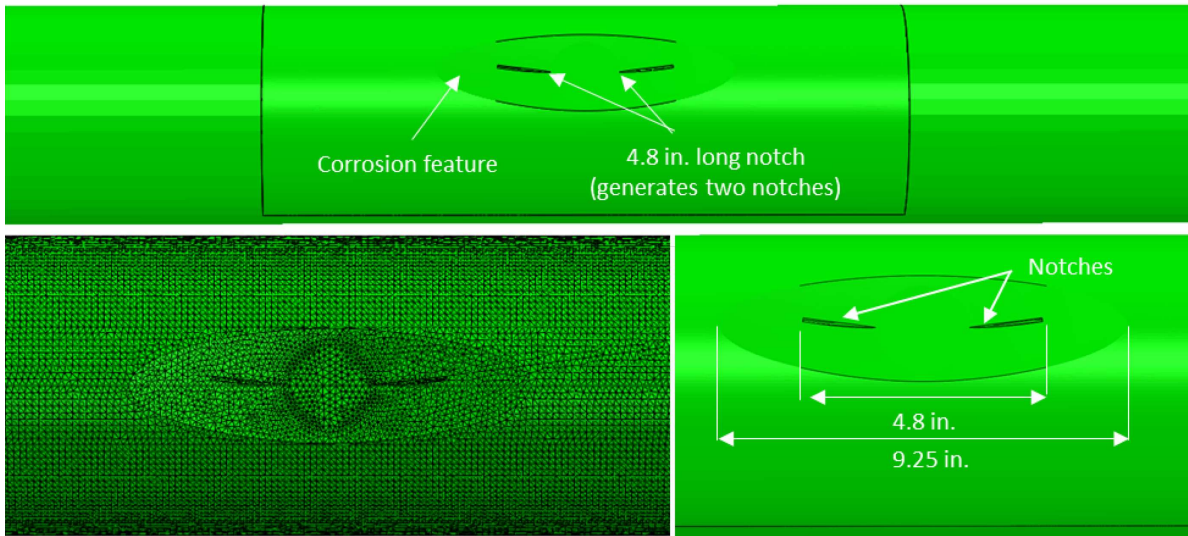 Corrosion feature
4.8 in. long notch
(generates two notches)
Notches
4.8 in.
9.25 in.